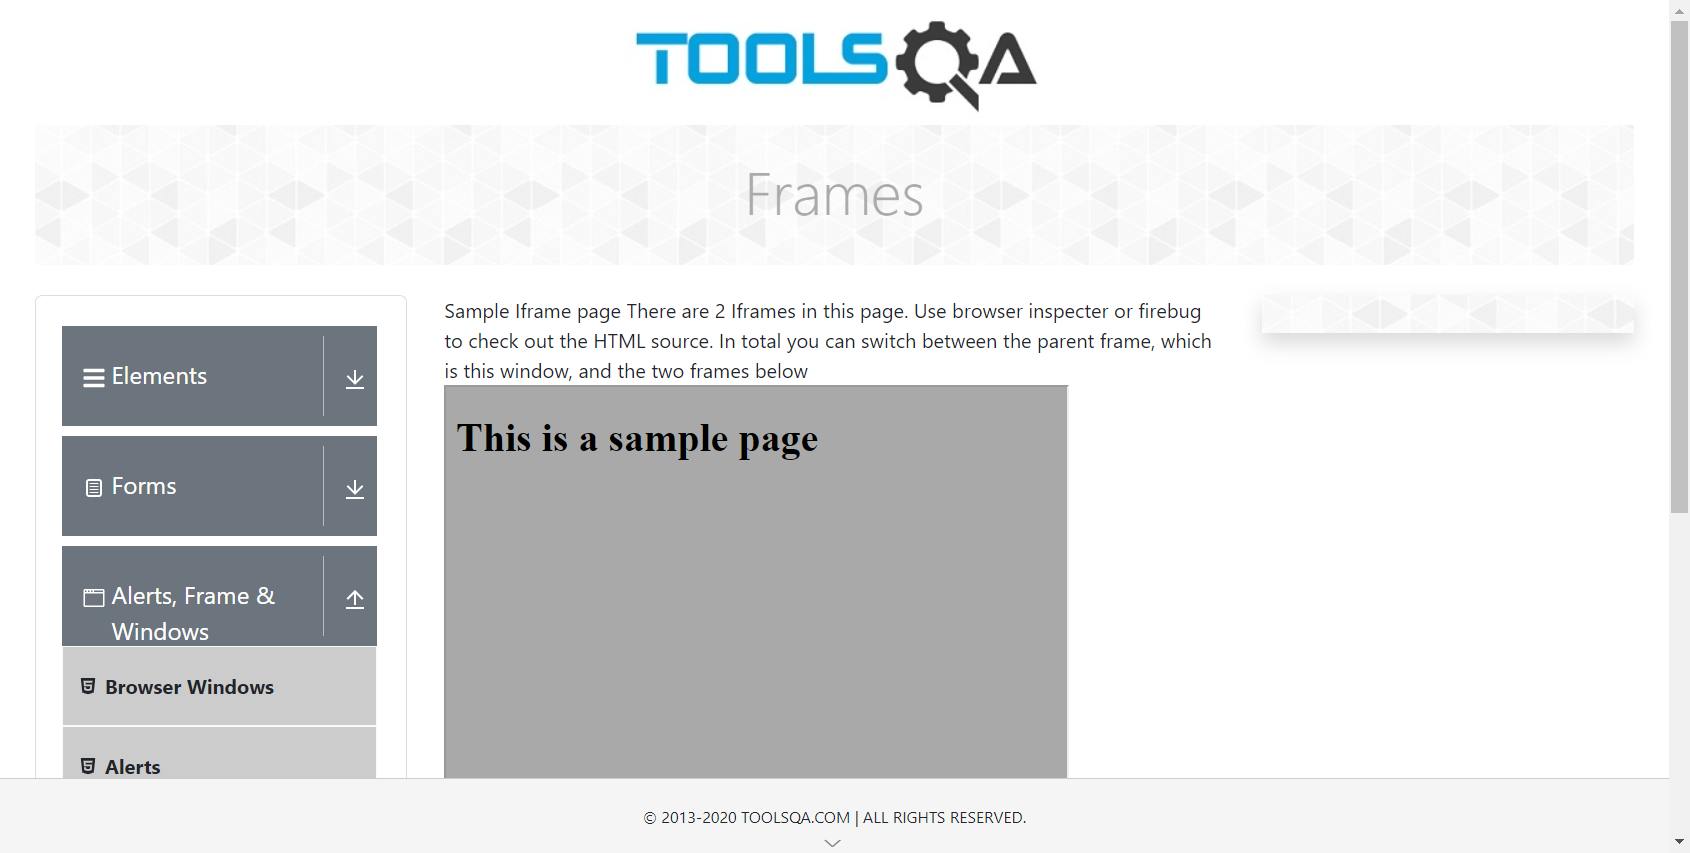 TOOLSQA
Frames
Elements
Forms
Alerts, Frame &
Windows
Browser Windows
Alerts
Sample Iframe page There are 2 Iframes in this page. Use browser inspecter or firebug
to check out the HTML source. In total you can switch between the parent frame, which
is this window, and the two frames below
This is a sample page
© 2013-2020 TOOLSQA.COM | ALL RIGHTS RESERVED.